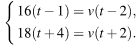 16(t − 1) = v(t − 2),
18(t + 4) = v(t + 2).